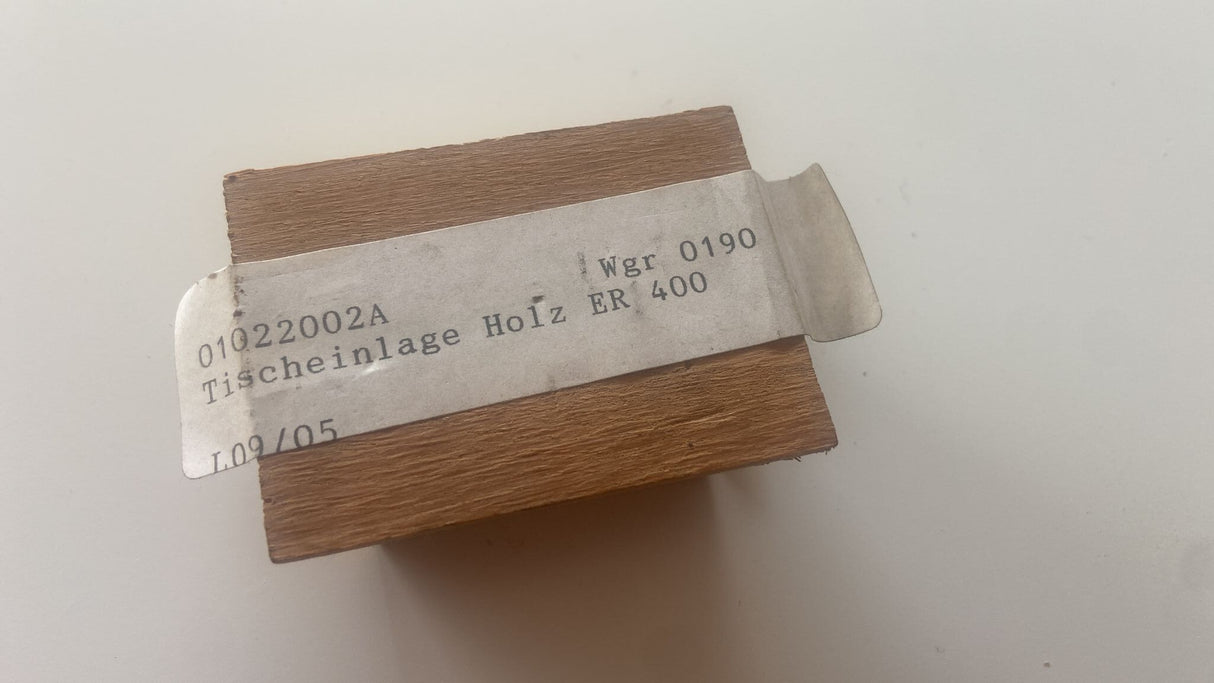 Wgr 0190
01022002A
Tischeinlage Holz ER 400
L09/05